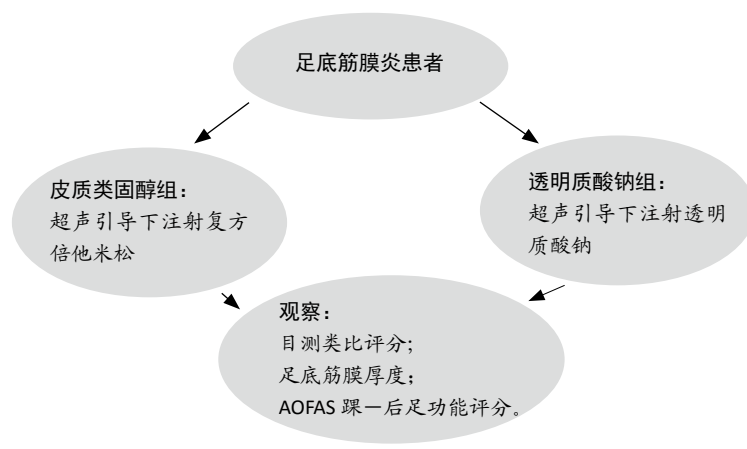 足底筋膜炎患者
皮质类固醇组：
超声引导下注射复方
倍他米松
透明质酸钠组：
超声引导下注射透明
质酸钠
观察：
目测类比评分;
足底筋膜厚度；
AOFAS 踝－后足功能评分。